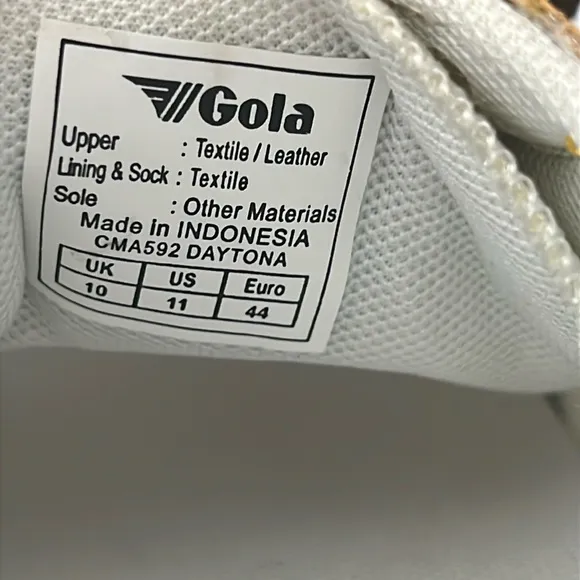 Gola
Upper : Textile / Leather
Lining & Sock : Textile
Sole : Other Materials
Made in INDONESIA
CMA592 DAYTONA
UK US Euro
10 11 44